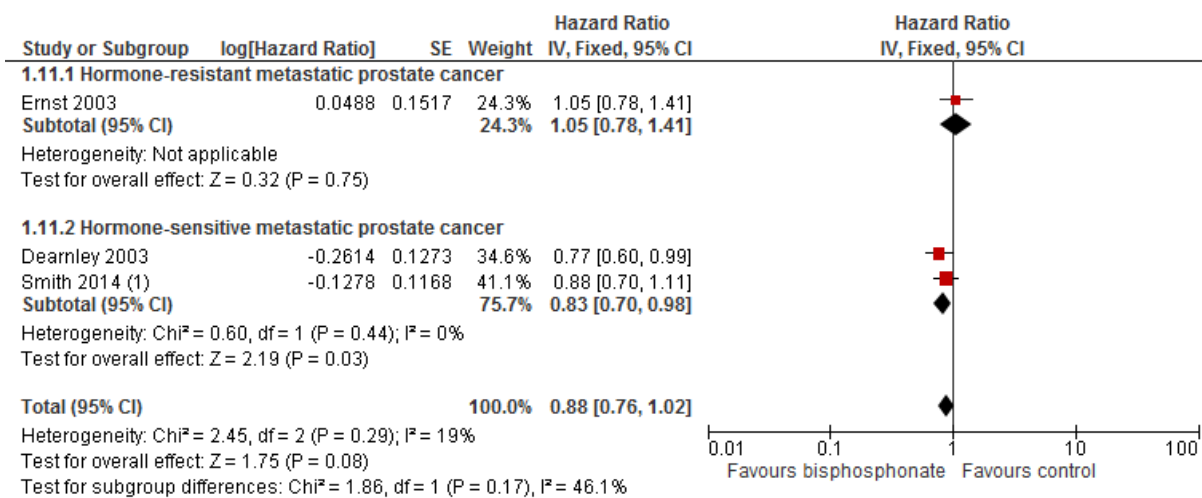 Hazard Ratio Hazard Ratio
Study or Subgroup log[Hazard Ratio] SE Weight IV, Fixed, 95% CI IV, Fixed, 95% CI
1.11.1 Hormone-resistant metastatic prostate cancer
Ernst 2003 0.0488 0.1517 24.3% 1.05 [0.78, 1.41]
Subtotal (95% CI) 24.3% 1.05 [0.78, 1.41]
Heterogeneity: Not applicable
Test for overall effect: Z = 0.32 (P = 0.75)
1.11.2 Hormone-sensitive metastatic prostate cancer
Dearnley 2003 -0.2614 0.1273 34.6% 0.77 [0.60, 0.99]
Smith 2014 (1) -0.1278 0.1168 41.1% 0.88 [0.70, 1.11]
Subtotal (95% CI) 75.7% 0.83 [0.70, 0.98]
Heterogeneity: Chi² = 0.60, df = 1 (P = 0.44); I² = 0%
Test for overall effect: Z = 2.19 (P = 0.03)
Total (95% CI) 100.0% 0.88 [0.76, 1.02]
Heterogeneity: Chi² = 2.45, df = 2 (P = 0.29); I² = 19%
Test for overall effect: Z = 1.75 (P = 0.08)
Test for subgroup differences: Chi² = 1.86, df = 1 (P = 0.17), I² = 46.1%
0.01 0.1 1 10 100
Favours bisphosphonate Favours control